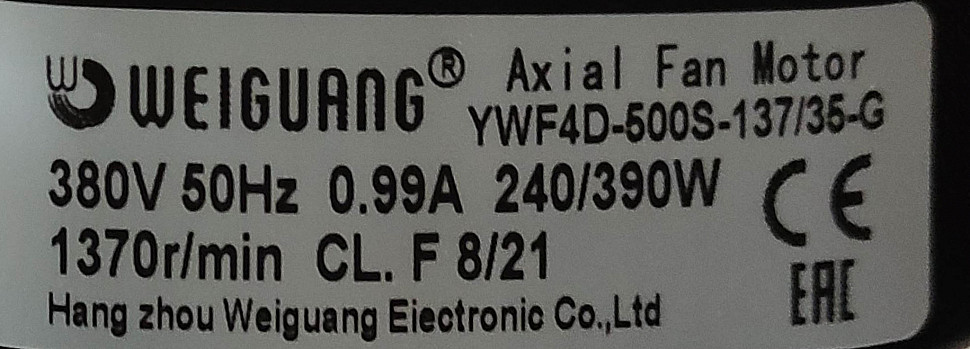 W WEIGUANG® Axial Fan Motor
YWF4D-500S-137/35-G
380V 50Hz 0.99A 240/390W CE
1370r/min CL. F 8/21
EAC
Hang zhou Weiguang Eiectronic Co.,Ltd